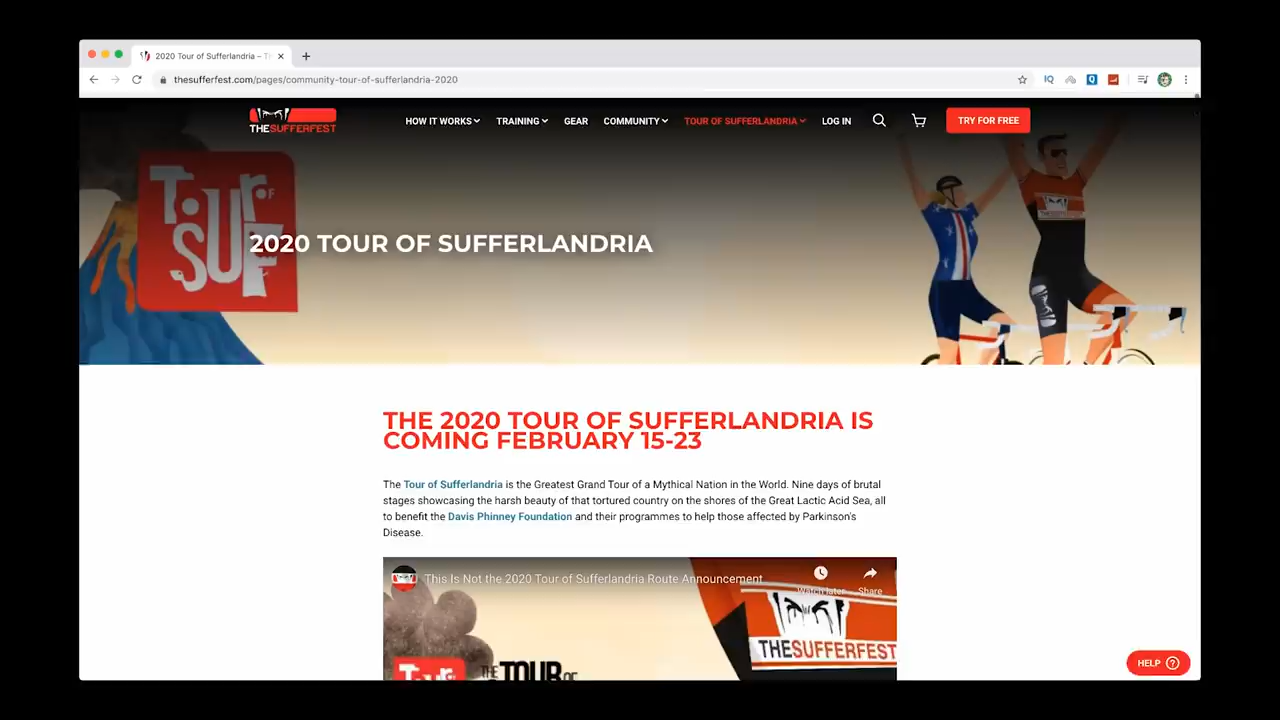 2020 Tour of Sufferlandria – Th
thesufferfest.com/pages/community-tour-of-sufferlandria-2020
THESUFFERFEST
HOW IT WORKS TRAINING GEAR COMMUNITY TOUR OF SUFFERLANDRIA LOG IN TRY FOR FREE
TOUR OF SUFF
2020 TOUR OF SUFFERLANDRIA
THE 2020 TOUR OF SUFFERLANDRIA IS
COMING FEBRUARY 15-23
The Tour of Sufferlandria is the Greatest Grand Tour of a Mythical Nation in the World. Nine days of brutal
stages showcasing the harsh beauty of that tortured country on the shores of the Great Lactic Acid Sea, all
to benefit the Davis Phinney Foundation and their programmes to help those affected by Parkinson's
Disease.
This Is Not the 2020 Tour of Sufferlandria Route Announcement
Watch later Share
THESUFFERFEST
THE TOUR OF
HELP